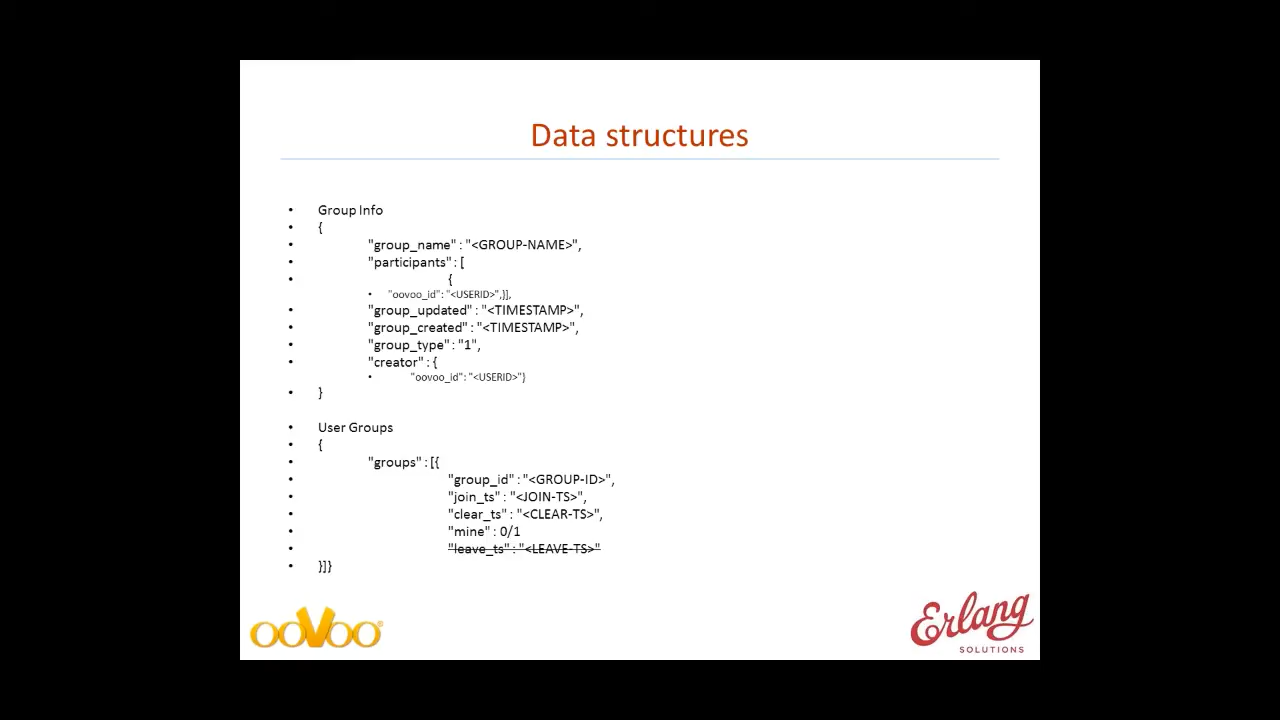 Data structures
• Group Info
• {
• "group_name" : "<GROUP-NAME>",
• "participants" : [
• {
• "oovoo_id": "<USERID>",}],
• "group_updated" : "<TIMESTAMP>",
• "group_created" : "<TIMESTAMP>",
• "group_type" : "1",
• "creator" : {
• "oovoo_id": "<USERID>"}
• }
• User Groups
• {
• "groups" : [{
• "group_id" : "<GROUP-ID>",
• "join_ts" : "<JOIN-TS>",
• "clear_ts" : "<CLEAR-TS>",
• "mine" : 0/1
• "leave_ts" : "<LEAVE-TS>"
• }]}
ooVoo®
Erlang
SOLUTIONS